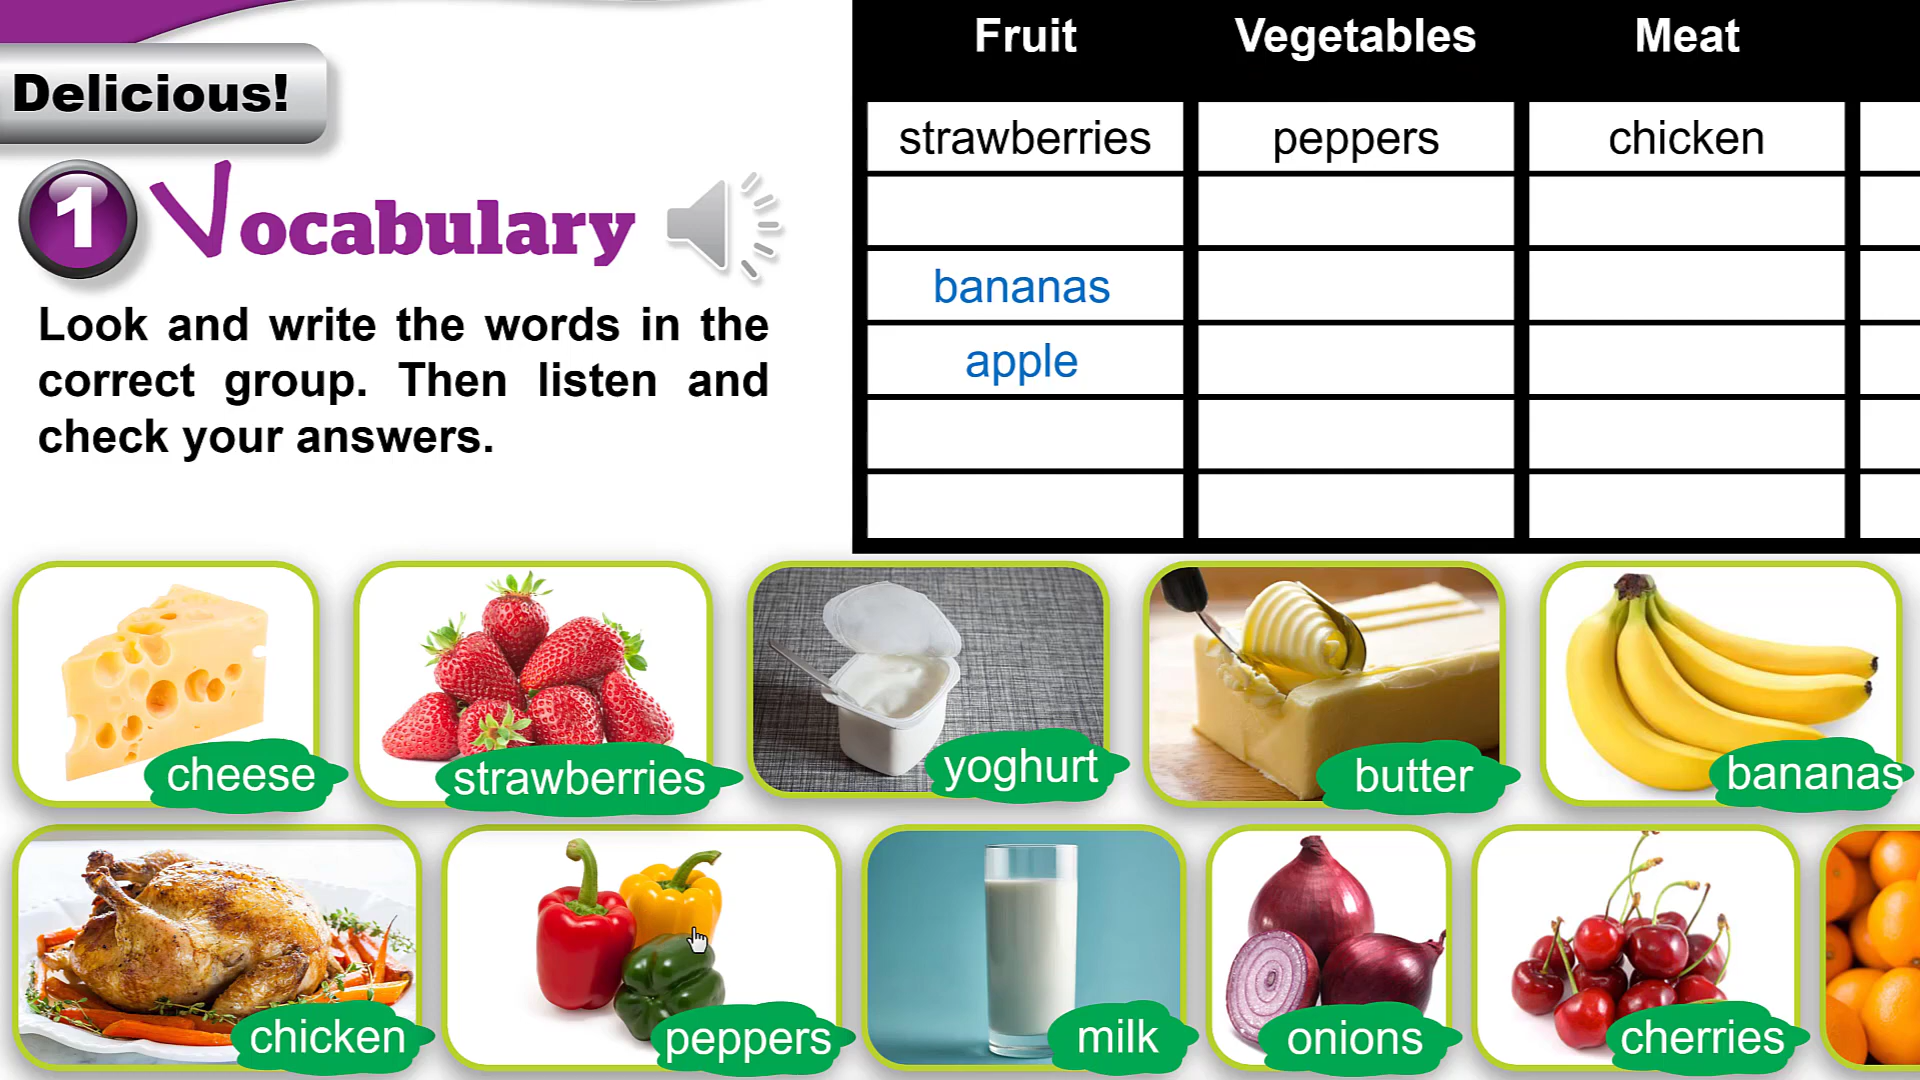 Delicious!
1 Vocabulary
Look and write the words in the
correct group. Then listen and
check your answers.
Fruit Vegetables Meat
strawberries peppers chicken
bananas
apple
cheese strawberries yoghurt butter bananas
chicken peppers milk onions cherries